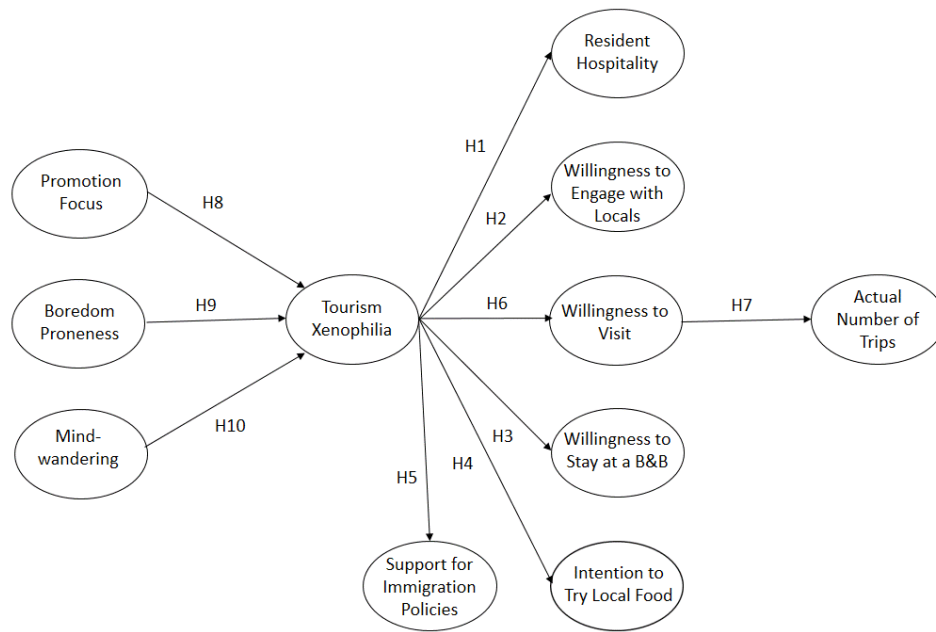 Resident
Hospitality
H1
Promotion
Focus
H8
Willingness to
Engage with
Locals
H2
Boredom
Proneness
H9
Tourism
Xenophilia
H6
Willingness to
Visit
H7
Actual
Number of
Trips
Mind-
wandering
H10
H3
Willingness to
Stay at a B&B
H4
H5
Support for
Immigration
Policies
Intention to
Try Local Food